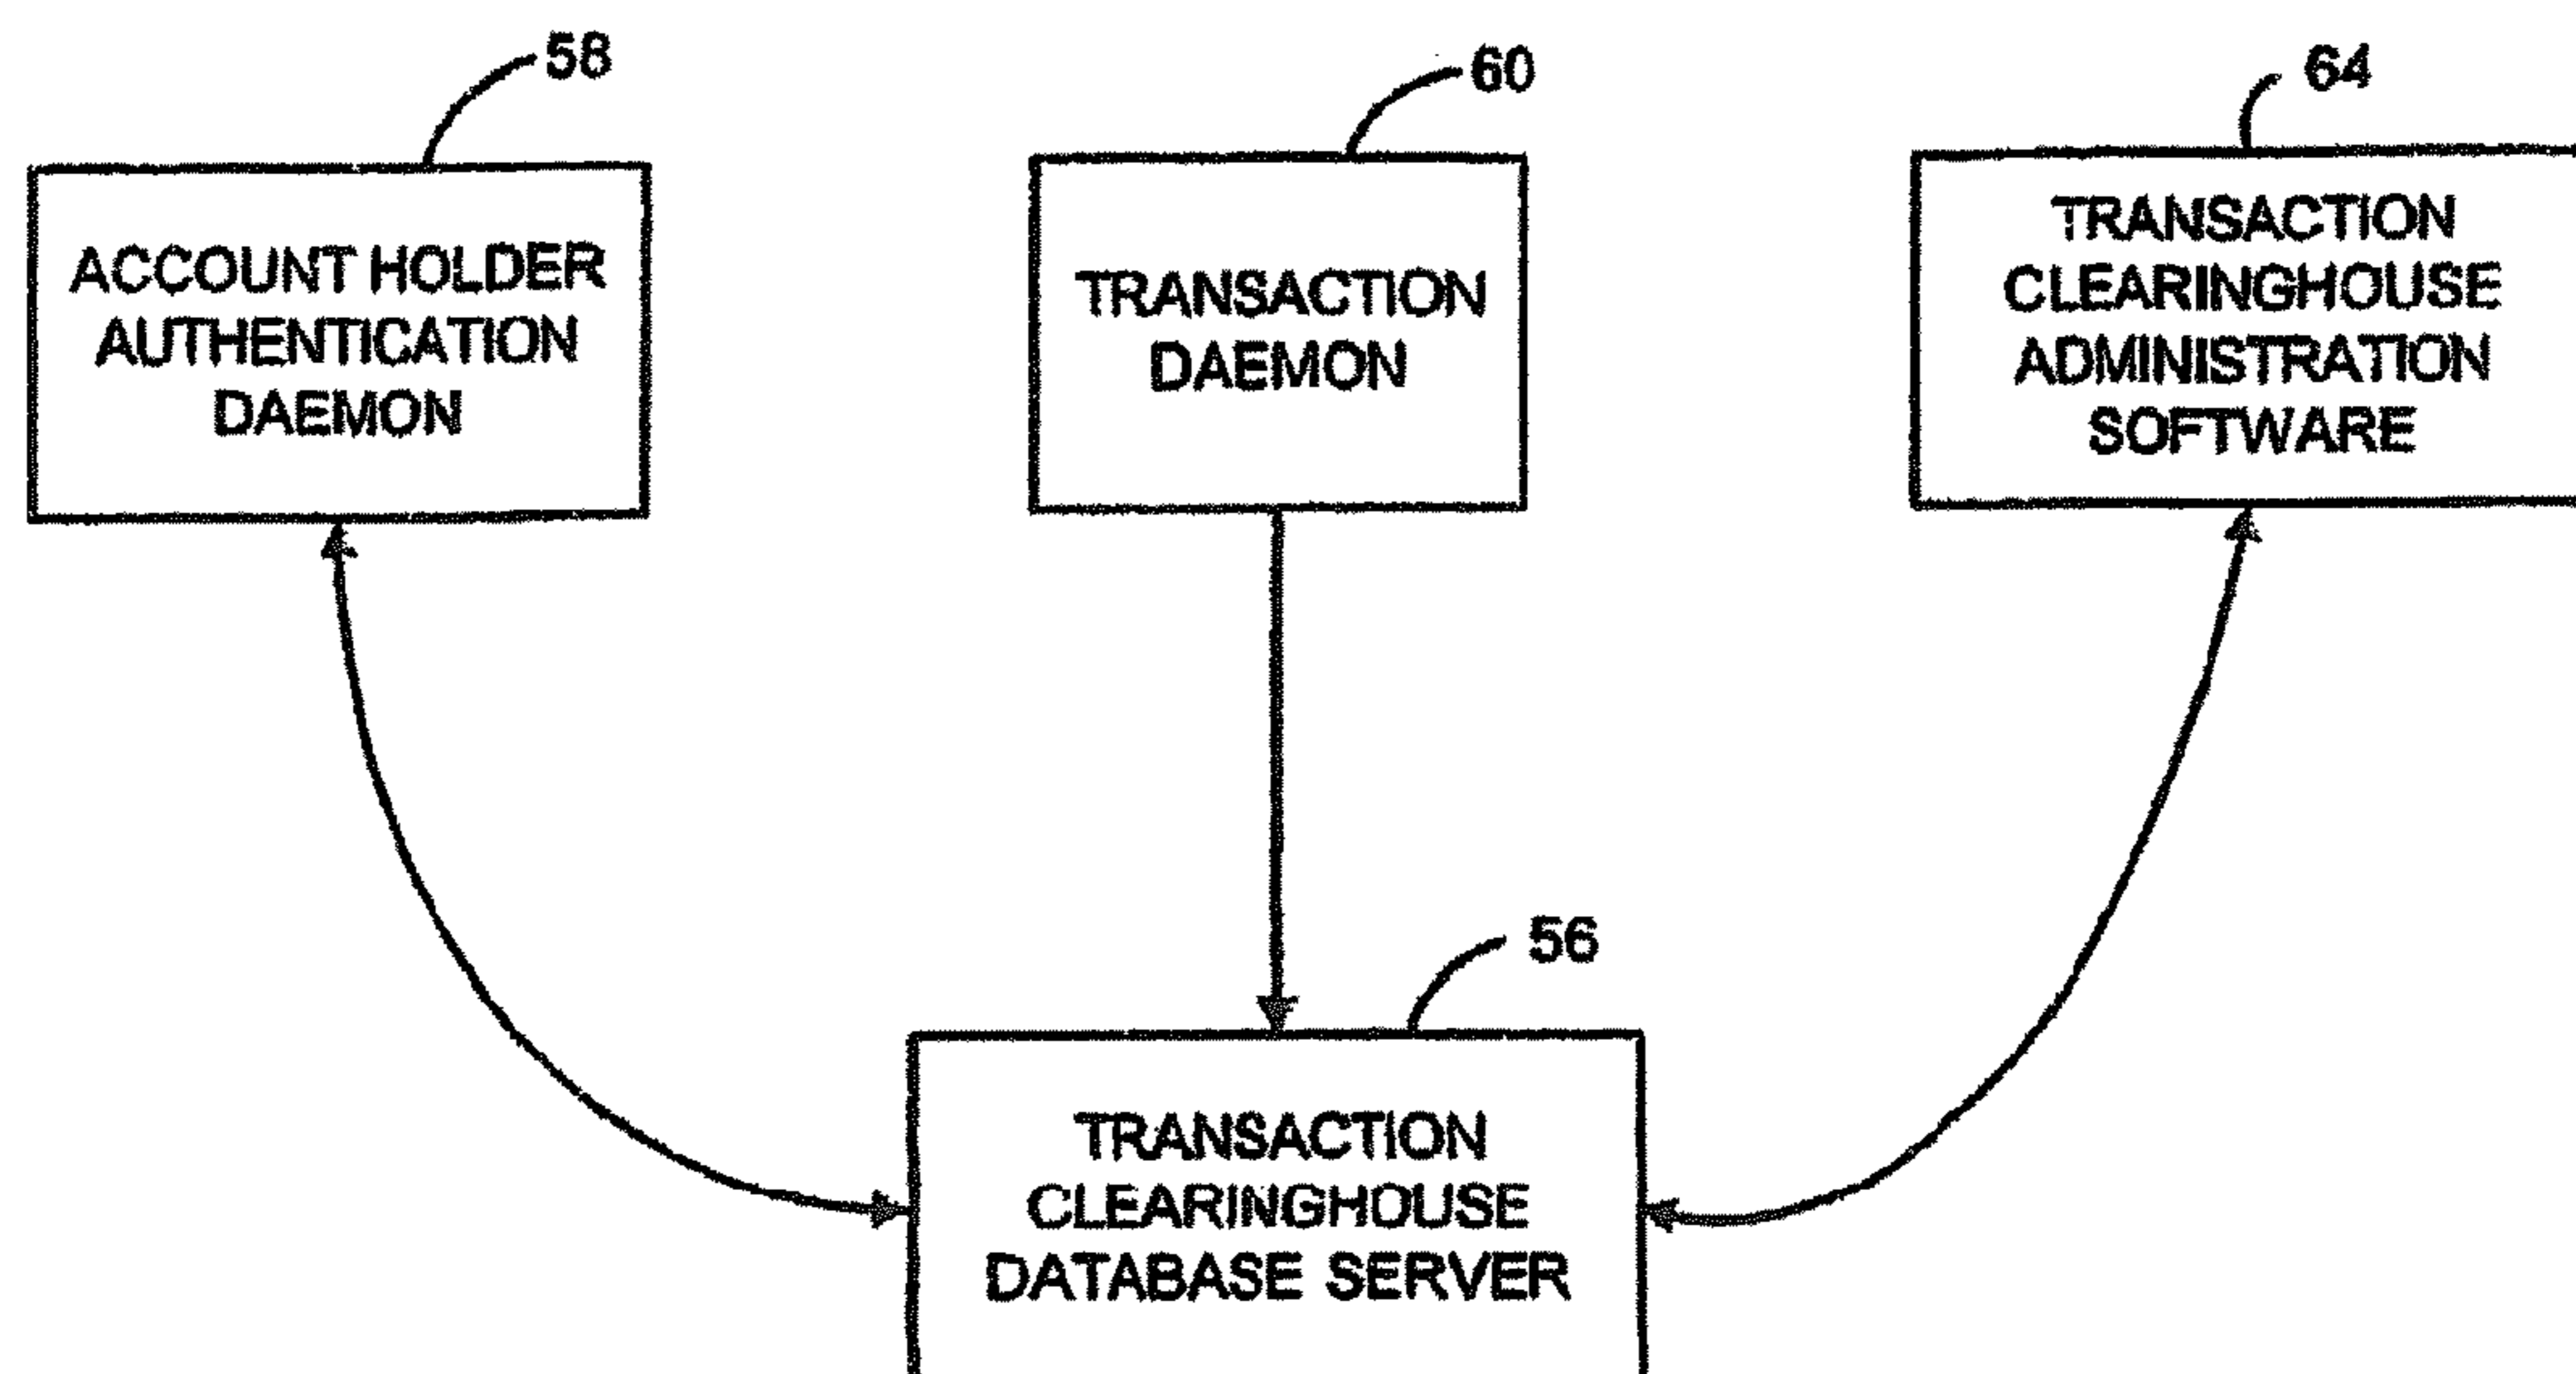 58
60
64
ACCOUNT HOLDER
AUTHENTICATION
DAEMON
TRANSACTION
DAEMON
TRANSACTION
CLEARINGHOUSE
ADMINISTRATION
SOFTWARE
56
TRANSACTION
CLEARINGHOUSE
DATABASE SERVER